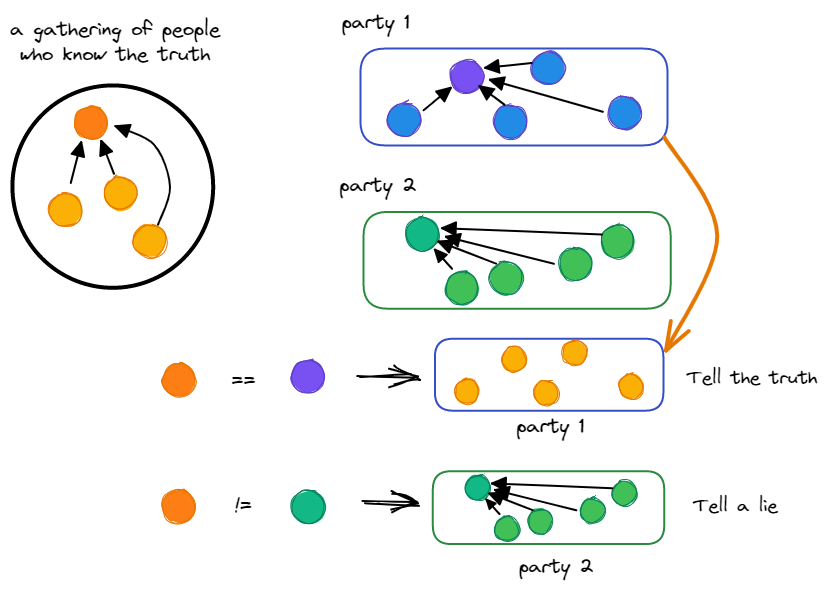 a gathering of people
who know the truth
party 1
party 2
== 
Tell the truth
party 1
!=
Tell a lie
party 2